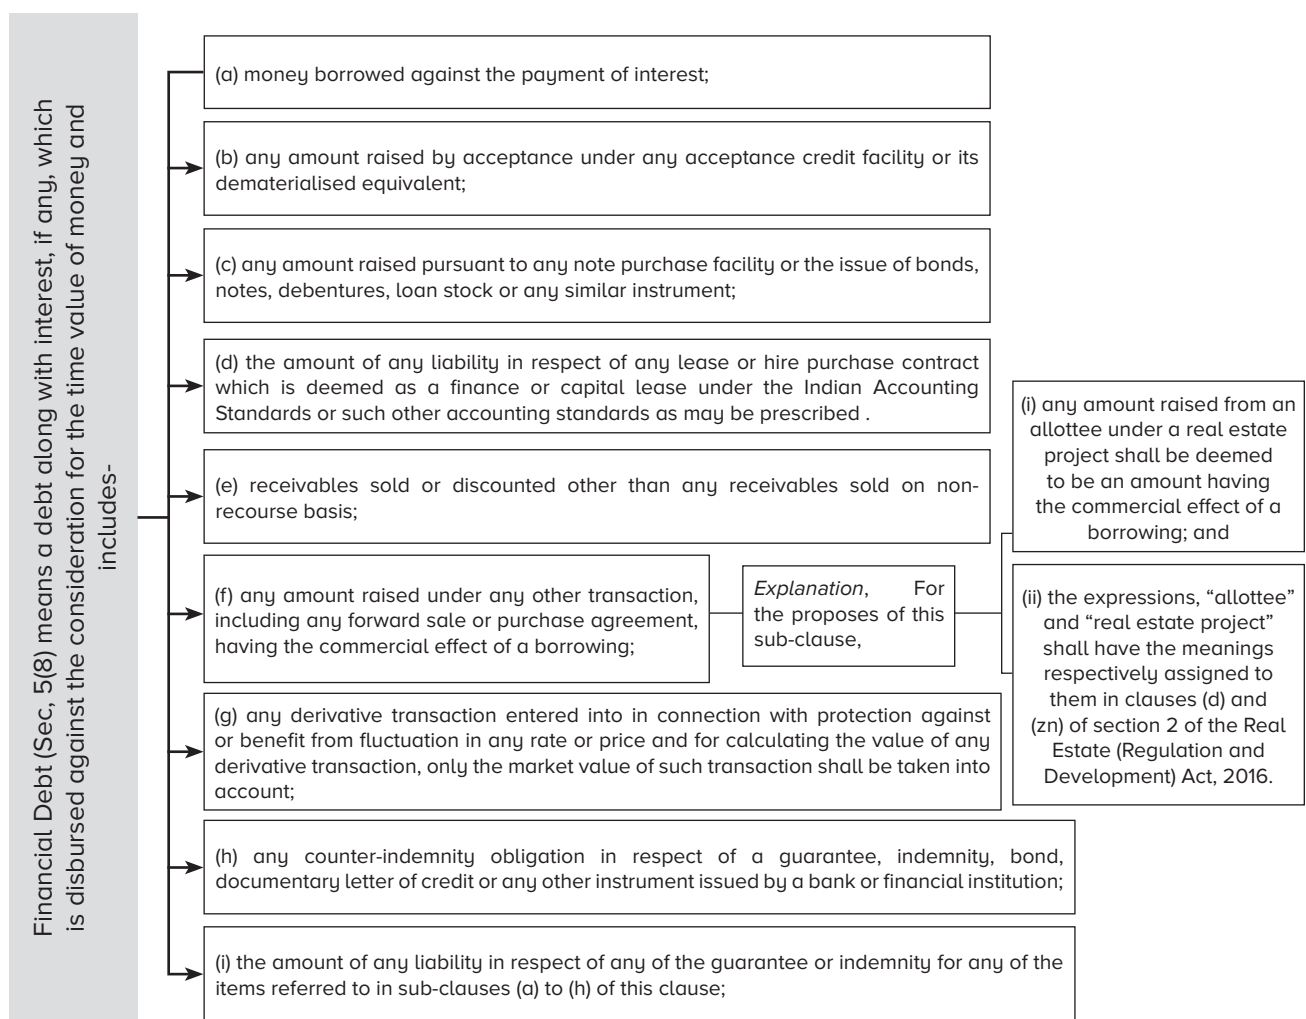 Financial Debt (Sec, 5(8) means a debt along with interest, if any, which
is disbursed against the consideration for the time value of money and
includes-
(a) money borrowed against the payment of interest;
(b) any amount raised by acceptance under any acceptance credit facility or its
dematerialised equivalent;
(c) any amount raised pursuant to any note purchase facility or the issue of bonds,
notes, debentures, loan stock or any similar instrument;
(d) the amount of any liability in respect of any lease or hire purchase contract
which is deemed as a finance or capital lease under the Indian Accounting
Standards or such other accounting standards as may be prescribed .
(e) receivables sold or discounted other than any receivables sold on non-
recourse basis;
(f) any amount raised under any other transaction,
including any forward sale or purchase agreement,
having the commercial effect of a borrowing;
Explanation, For
the proposes of this
sub-clause,
(i) any amount raised from an
allottee under a real estate
project shall be deemed
to be an amount having
the commercial effect of a
borrowing; and
(ii) the expressions, “allottee”
and “real estate project”
shall have the meanings
respectively assigned to
them in clauses (d) and
(zn) of section 2 of the Real
Estate (Regulation and
Development) Act, 2016.
(g) any derivative transaction entered into in connection with protection against
or benefit from fluctuation in any rate or price and for calculating the value of any
derivative transaction, only the market value of such transaction shall be taken into
account;
(h) any counter-indemnity obligation in respect of a guarantee, indemnity, bond,
documentary letter of credit or any other instrument issued by a bank or financial institution;
(i) the amount of any liability in respect of any of the guarantee or indemnity for any of the
items referred to in sub-clauses (a) to (h) of this clause;